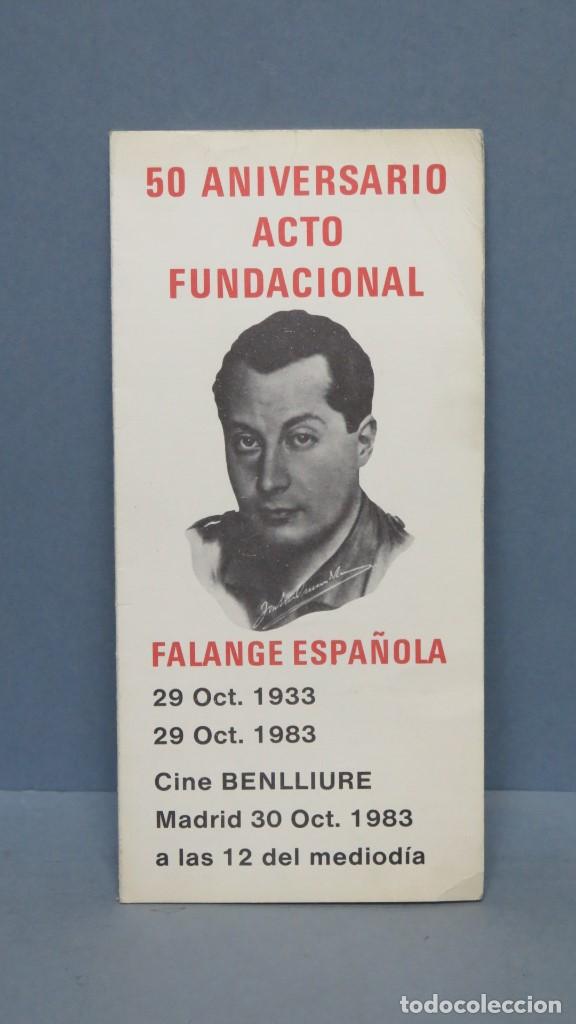 50 ANIVERSARIO
ACTO
FUNDACIONAL
FALANGE ESPAÑOLA
29 Oct. 1933
29 Oct. 1983
Cine BENLLIURE
Madrid 30 Oct. 1983
a las 12 del mediodía
todocoleccion